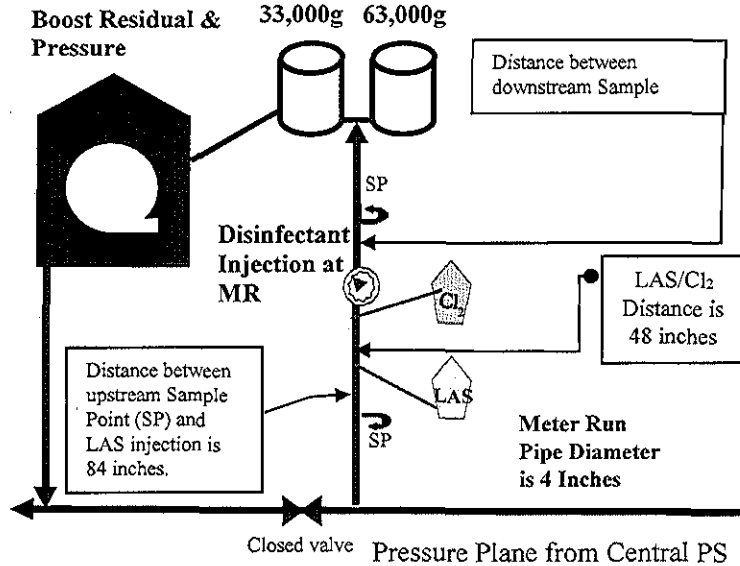 Boost Residual &
Pressure
33,000g 63,000g
Distance between
downstream Sample
SP
Disinfectant
Injection at
MR
Cl₂
LAS/Cl₂
Distance is
48 inches
Distance between
upstream Sample
Point (SP) and
LAS injection is
84 inches.
LAS
SP
Meter Run
Pipe Diameter
is 4 Inches
Closed valve
Pressure Plane from Central PS